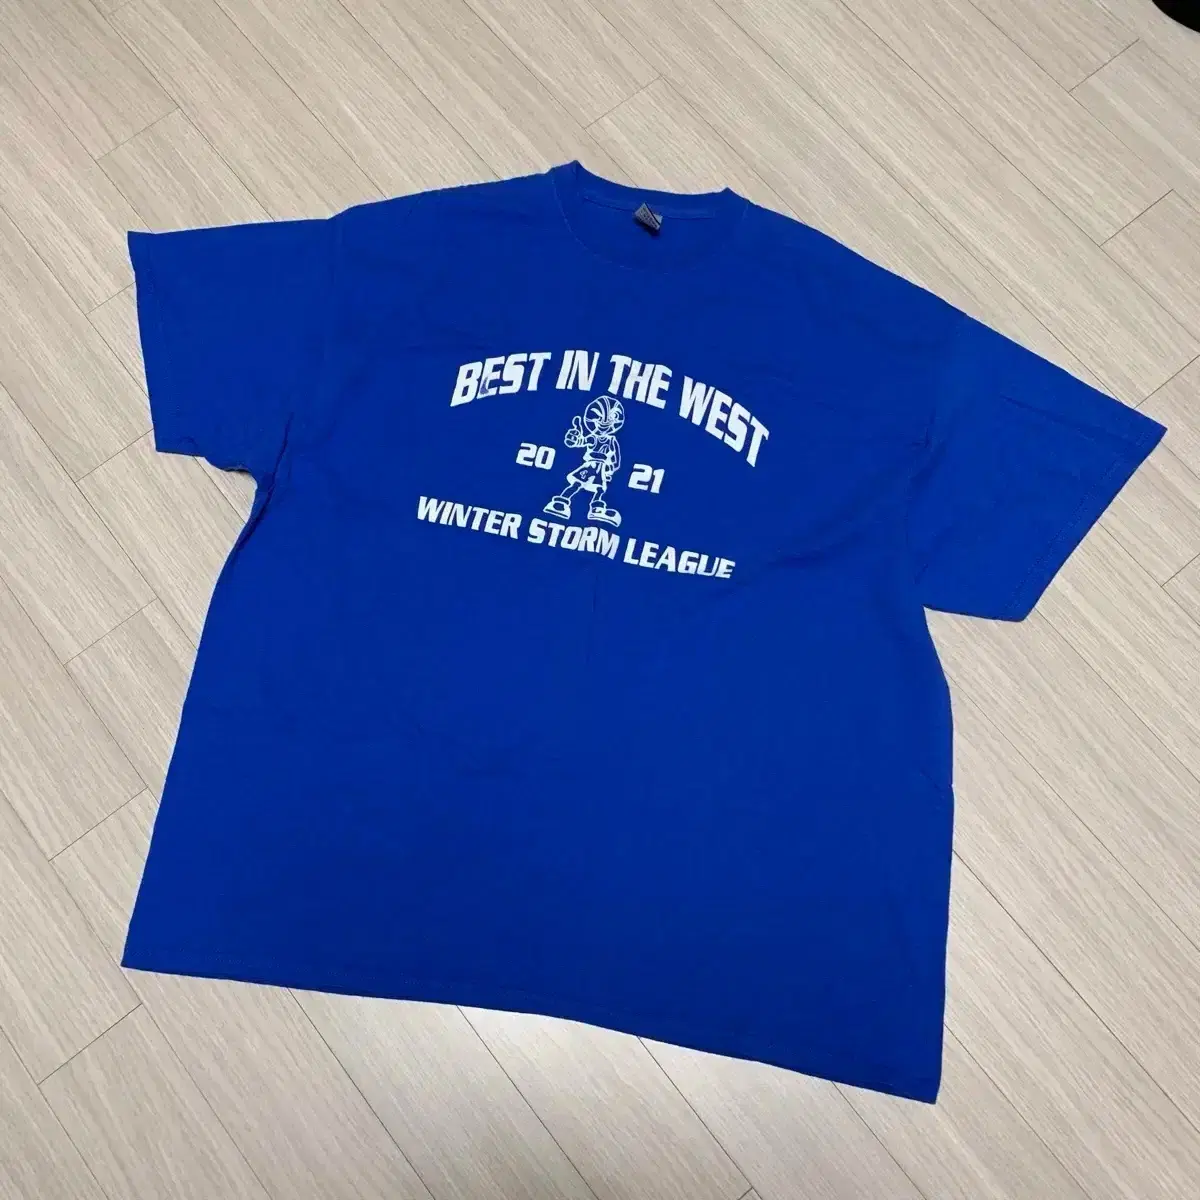 BEST IN THE WEST
20 21
WINTER STORM LEAGUE